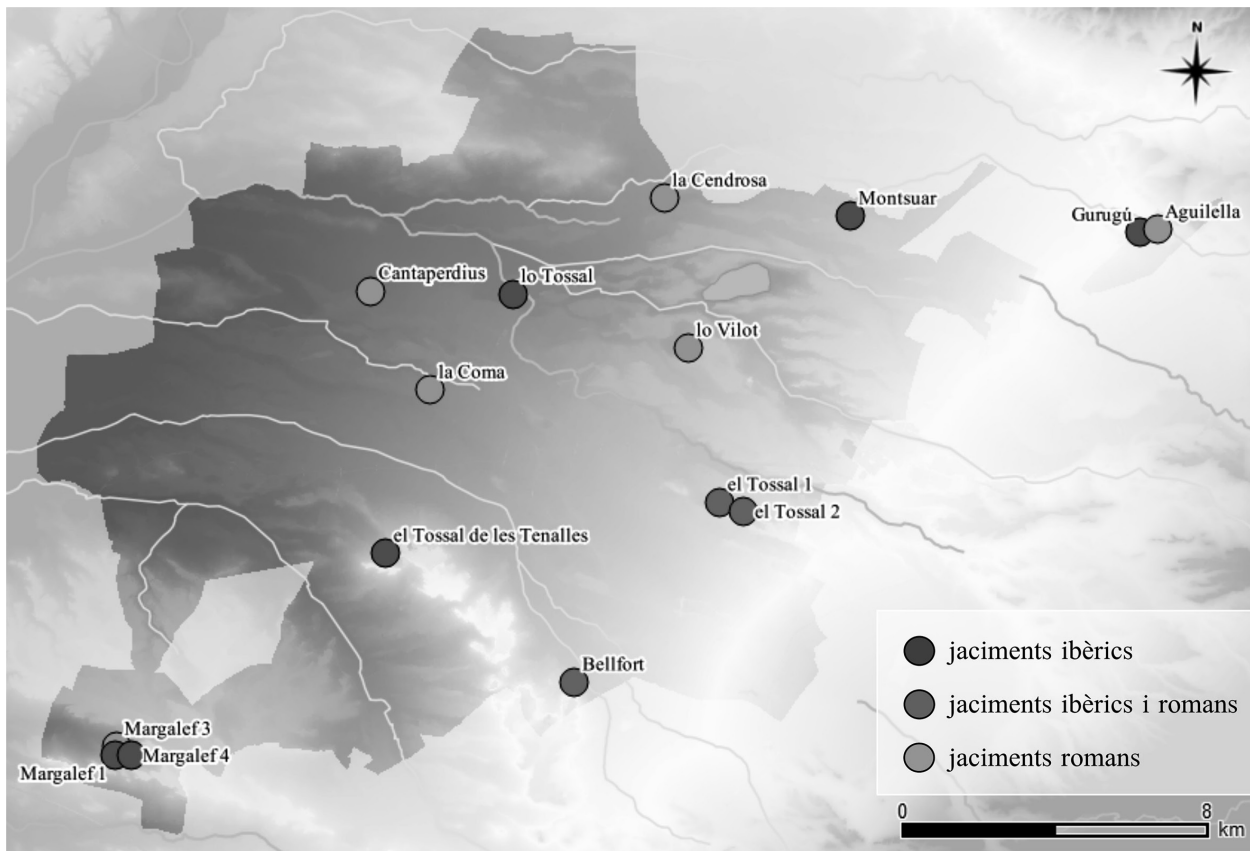 N
la Cendrosa
Montsuar
Gurugú
Aguilella
Cantaperdius
lo Tossal
lo Vilot
la Coma
el Tossal 1
el Tossal 2
el Tossal de les Tenalles
Bellfort
Margalef 3
Margalef 4
Margalef 1
jaciments ibèrics
jaciments ibèrics i romans
jaciments romans
0 8
km